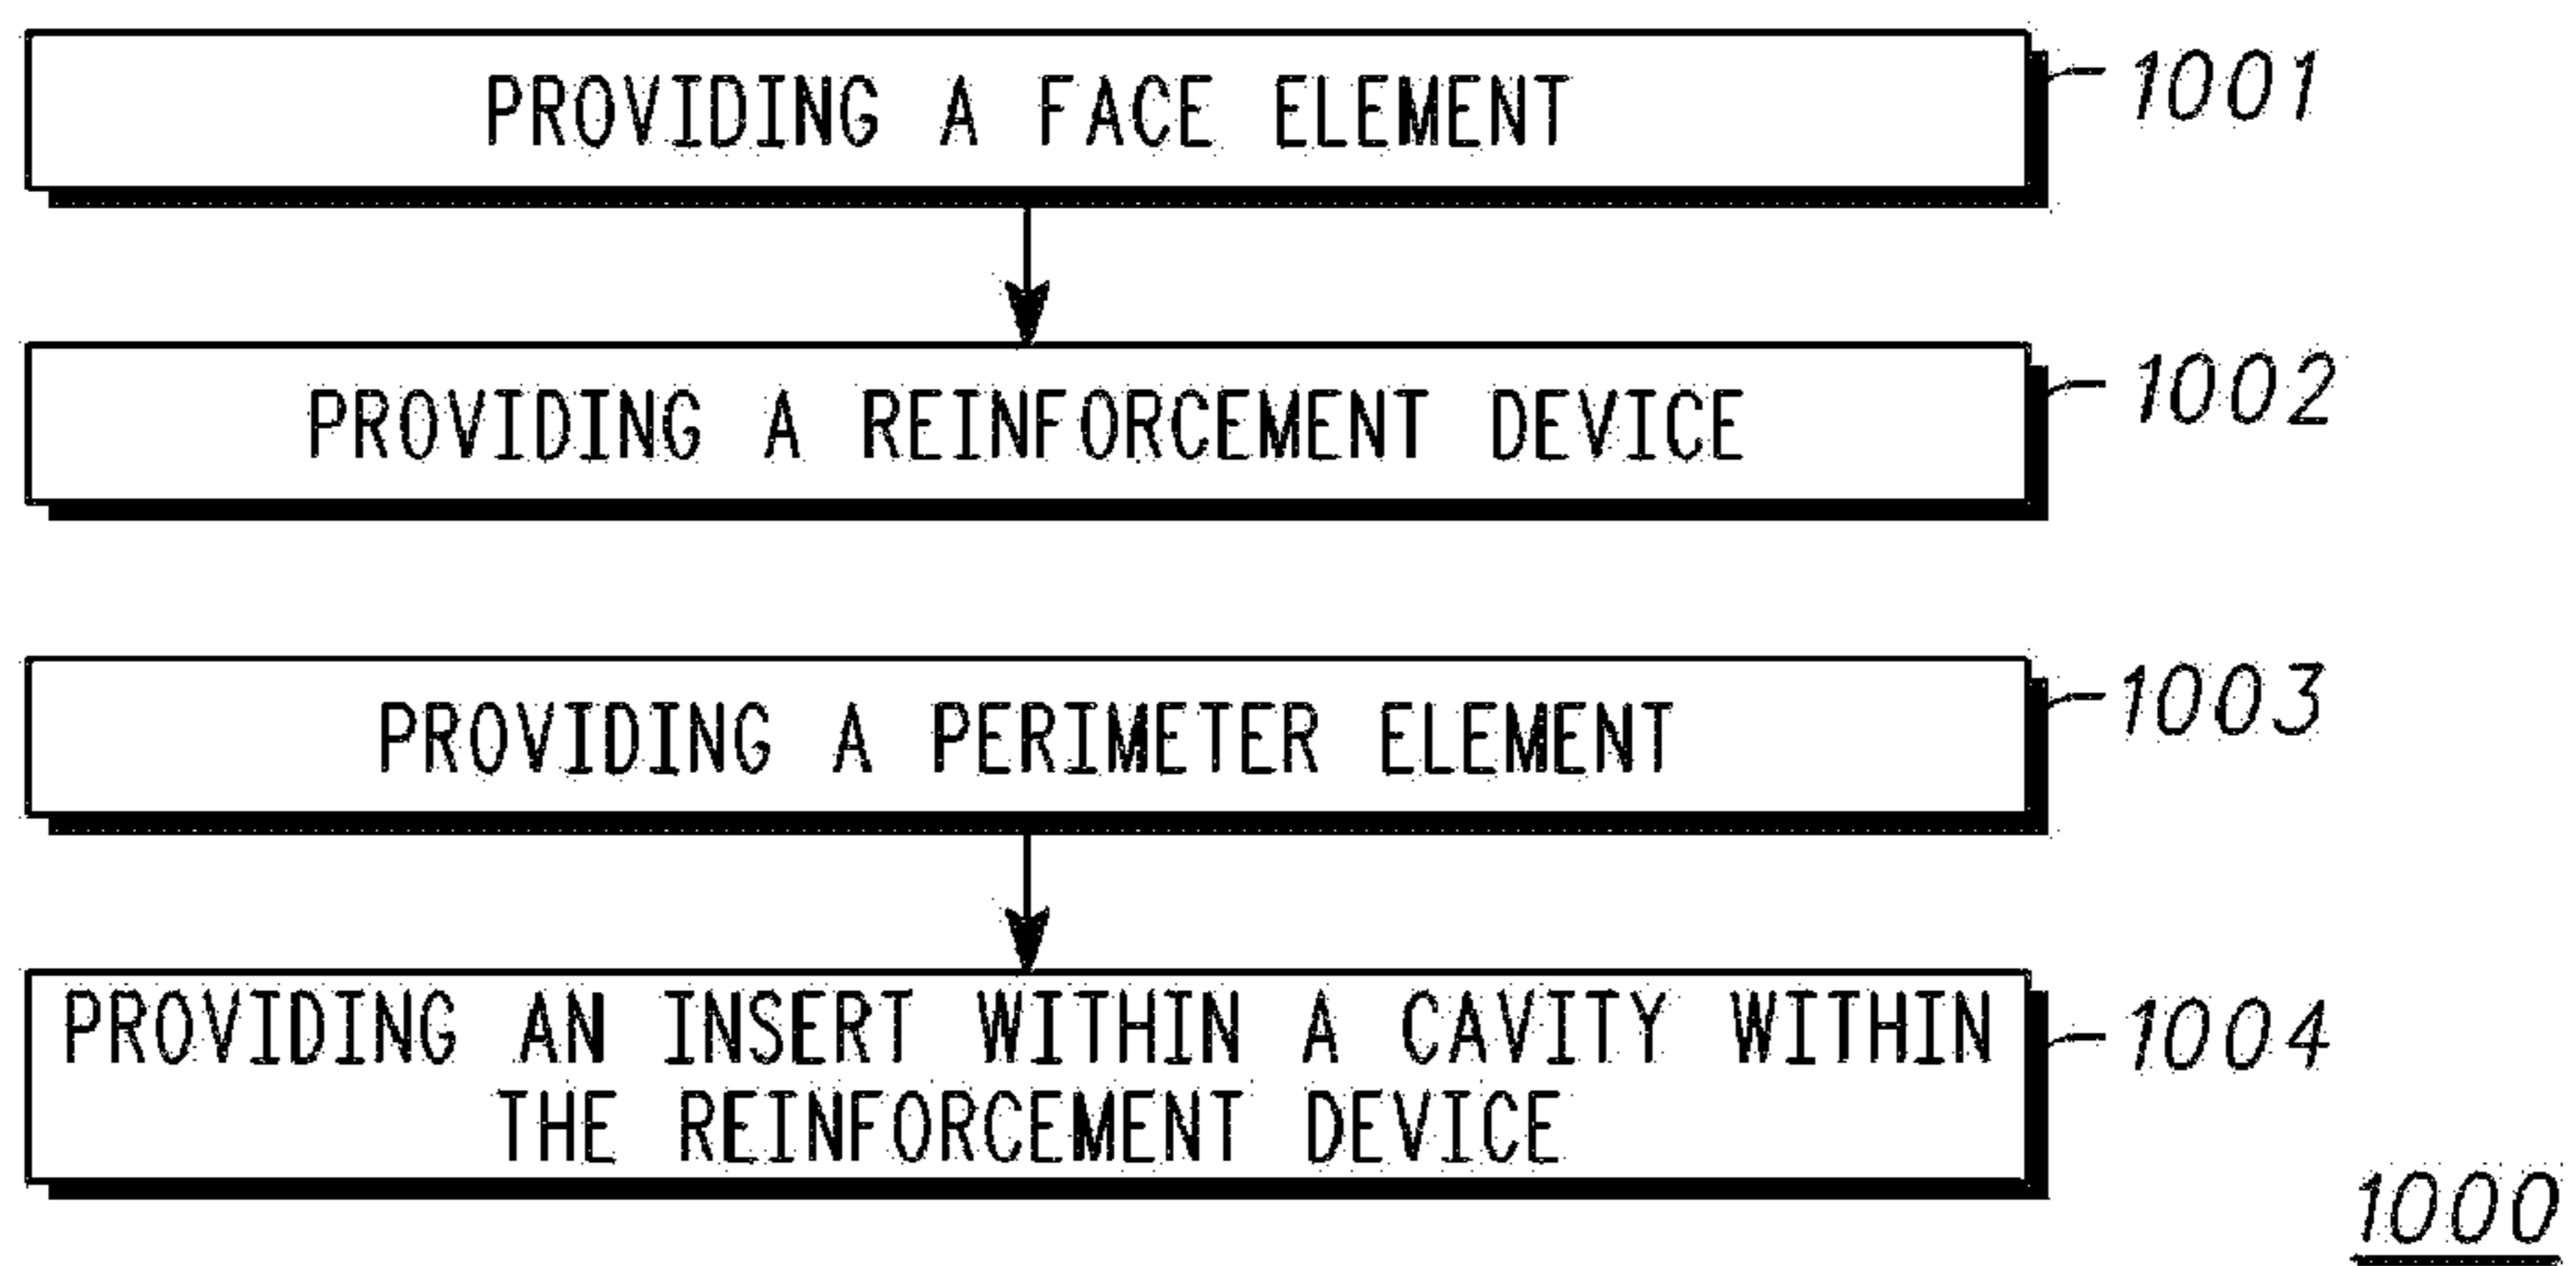 PROVIDING A FACE ELEMENT
1001
PROVIDING A REINFORCEMENT DEVICE
1002
PROVIDING A PERIMETER ELEMENT
1003
PROVIDING AN INSERT WITHIN A CAVITY WITHIN
THE REINFORCEMENT DEVICE
1004
1000